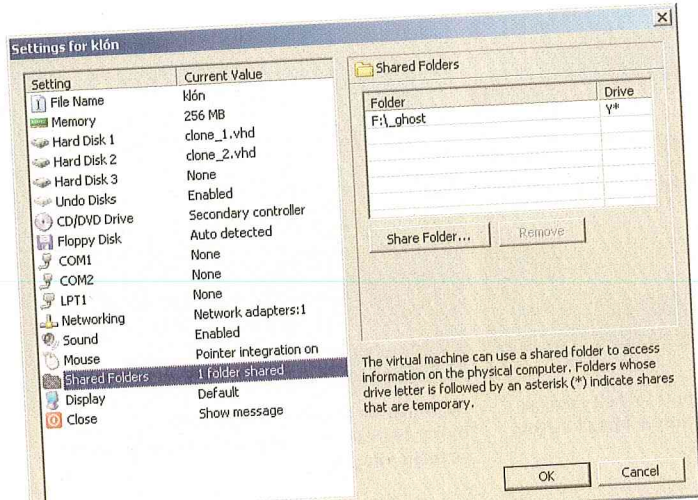 Settings for klón
Setting Current Value
File Name klón
Memory 256 MB
Hard Disk 1 clone_1.vhd
Hard Disk 2 clone_2.vhd
Hard Disk 3 None
Undo Disks Enabled
CD/DVD Drive Secondary controller
Floppy Disk Auto detected
COM1 None
COM2 None
LPT1 None
Networking Network adapters:1
Sound Enabled
Mouse Pointer integration on
Shared Folders 1 folder shared
Display Default
Close Show message
Shared Folders
Folder Drive
F:\_ghost Y*
Share Folder... Remove
The virtual machine can use a shared folder to access
information on the physical computer. Folders whose
drive letter is followed by an asterisk (*) indicate shares
that are temporary.
OK Cancel